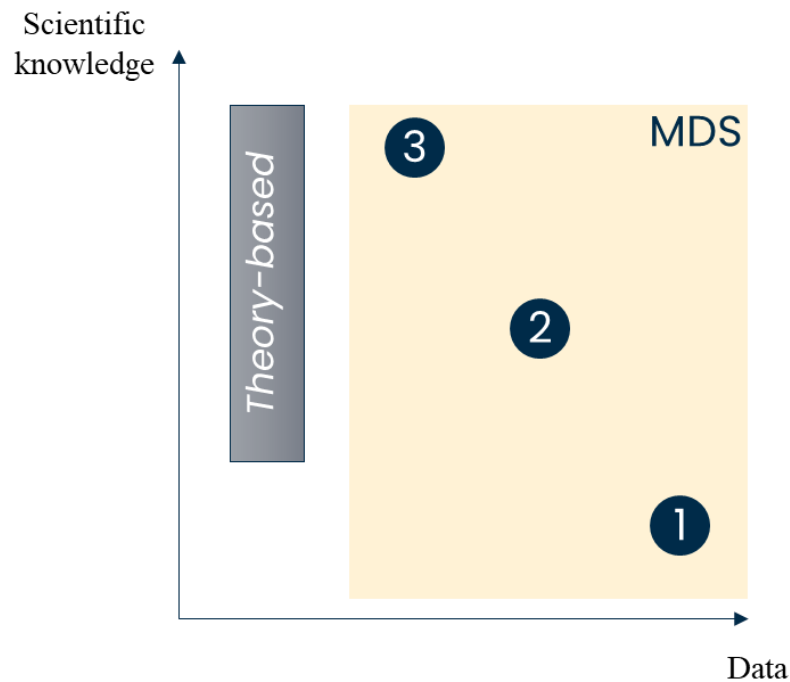 Scientific
knowledge
MDS
3
Theory-based
2
1
Data